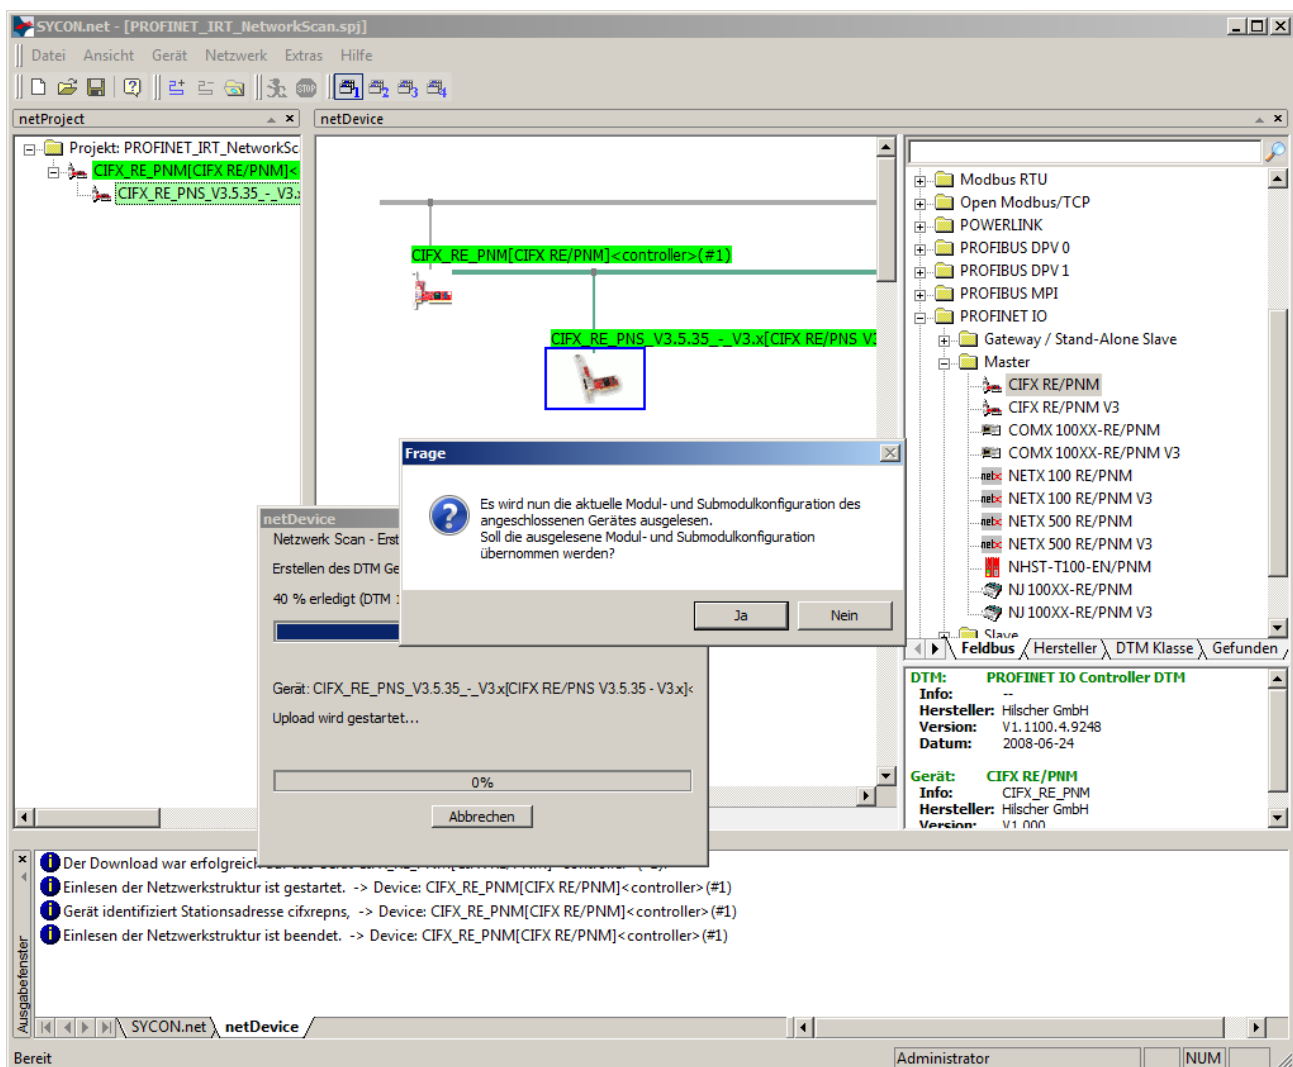 SYCON.net - [PROFINET_IRT_NetworkScan.spj]
Datei Ansicht Gerät Netzwerk Extras Hilfe
STOP 1 2 3 4
netProject
netDevice
Projekt: PROFINET_IRT_NetworkSc
CIFX_RE_PNM[CIFX RE/PNM]<
CIFX_RE_PNS_V3.5.35_-_V3.x
CIFX_RE_PNM[CIFX RE/PNM]<controller>(#1)
CIFX_RE_PNS_V3.5.35_-_V3.x[CIFX RE/PNS V3
Modbus RTU
Open Modbus/TCP
POWERLINK
PROFIBUS DPV0
PROFIBUS DPV1
PROFIBUS MPI
PROFINET IO
Gateway / Stand-Alone Slave
Master
CIFX RE/PNM
CIFX RE/PNM V3
COMX 100XX-RE/PNM
COMX 100XX-RE/PNM V3
NETX 100 RE/PNM
NETX 100 RE/PNM V3
NETX 500 RE/PNM
NETX 500 RE/PNM V3
NHST-T100-EN/PNM
NJ 100XX-RE/PNM
NJ 100XX-RE/PNM V3
Slave
Feldbus Hersteller DTM Klasse Gefunden
DTM: PROFINET IO Controller DTM
Info: --
Hersteller: Hilscher GmbH
Version: V1.1100.4.9248
Datum: 2008-06-24
Gerät: CIFX RE/PNM
Info: CIFX_RE_PNM
Hersteller: Hilscher GmbH
Version: V1.000
Frage
Es wird nun die aktuelle Modul- und Submodulkonfiguration des
angeschlossenen Gerätes ausgelesen.
Soll die ausgelesene Modul- und Submodulkonfiguration
übernommen werden?
Ja Nein
netDevice
Netzwerk Scan - Erst
Erstellen des DTM Ge
40 % erledigt (DTM 1
Gerät: CIFX_RE_PNS_V3.5.35_-_V3.x[CIFX RE/PNS V3.5.35 - V3.x]<
Upload wird gestartet...
0%
Abbrechen
Der Download war erfolgreich
Einlesen der Netzwerkstruktur ist gestartet. -> Device: CIFX_RE_PNM[CIFX RE/PNM]<controller>(#1)
Gerät identifiziert Stationsadresse cifxrepns, -> Device: CIFX_RE_PNM[CIFX RE/PNM]<controller>(#1)
Einlesen der Netzwerkstruktur ist beendet. -> Device: CIFX_RE_PNM[CIFX RE/PNM]<controller>(#1)
Ausgabefenster
SYCON.net netDevice
Bereit
Administrator
NUM